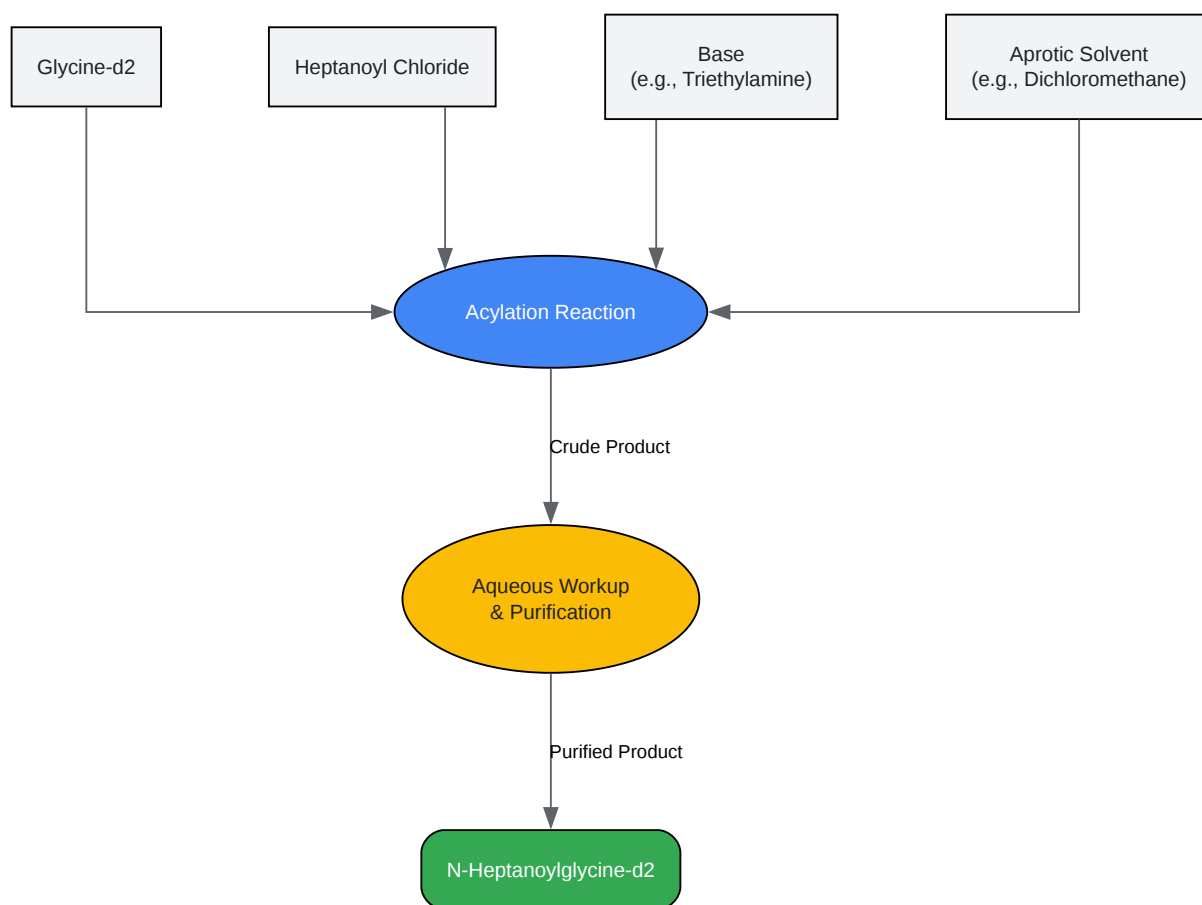 Glycine-d2
Heptanoyl Chloride
Base
(e.g., Triethylamine)
Aprotic Solvent
(e.g., Dichloromethane)
Acylation Reaction
Crude Product
Aqueous Workup
& Purification
Purified Product
N-Heptanoylglycine-d2